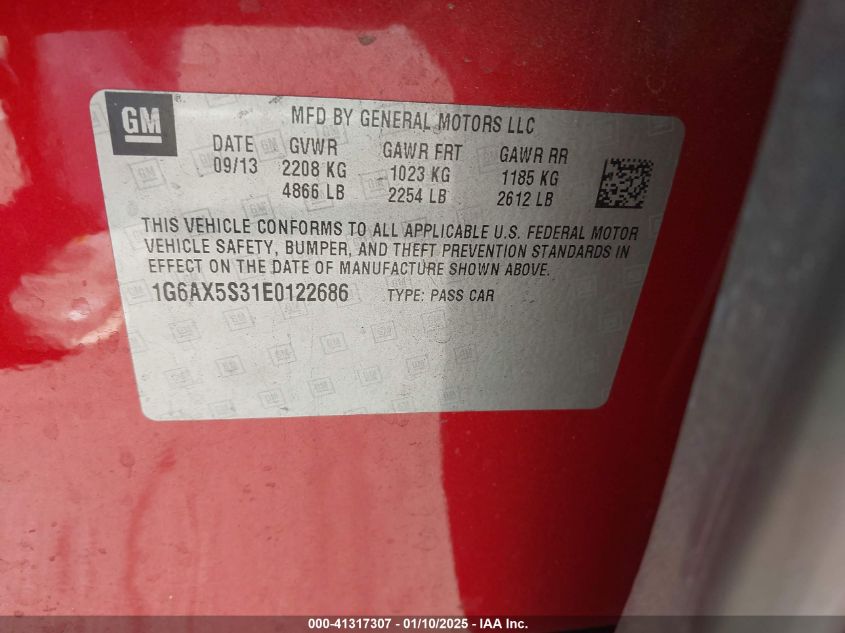 GM
MFD BY GENERAL MOTORS LLC
DATE GVWR GAWR FRT GAWR RR
09/13 2208 KG 1023 KG 1185 KG
4866 LB 2254 LB 2612 LB
THIS VEHICLE CONFORMS TO ALL APPLICABLE U.S. FEDERAL MOTOR
VEHICLE SAFETY, BUMPER, AND THEFT PREVENTION STANDARDS IN
EFFECT ON THE DATE OF MANUFACTURE SHOWN ABOVE.
1G6AX5S31E0122686 TYPE: PASS CAR
000-41317307 - 01/10/2025 - IAA Inc.